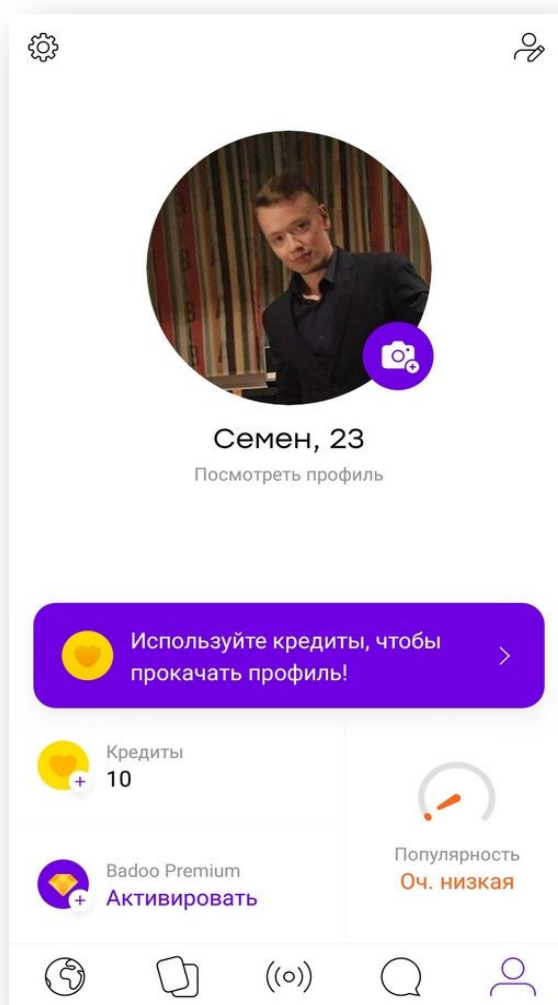 Семен, 23
Посмотреть профиль
Используйте кредиты, чтобы
прокачать профиль!
Кредиты
10
Badoo Premium
Активировать
Популярность
Оч. низкая